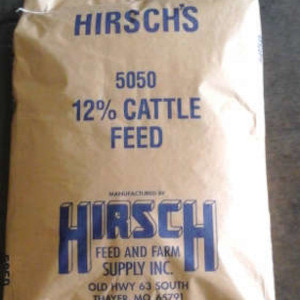 HIRSCH'S
5050
12% CATTLE
FEED
MANUFACTURED BY
HIRSCH
FEED AND FARM
SUPPLY INC.
OLD HWY 63 SOUTH
THAYER, MO. 65791